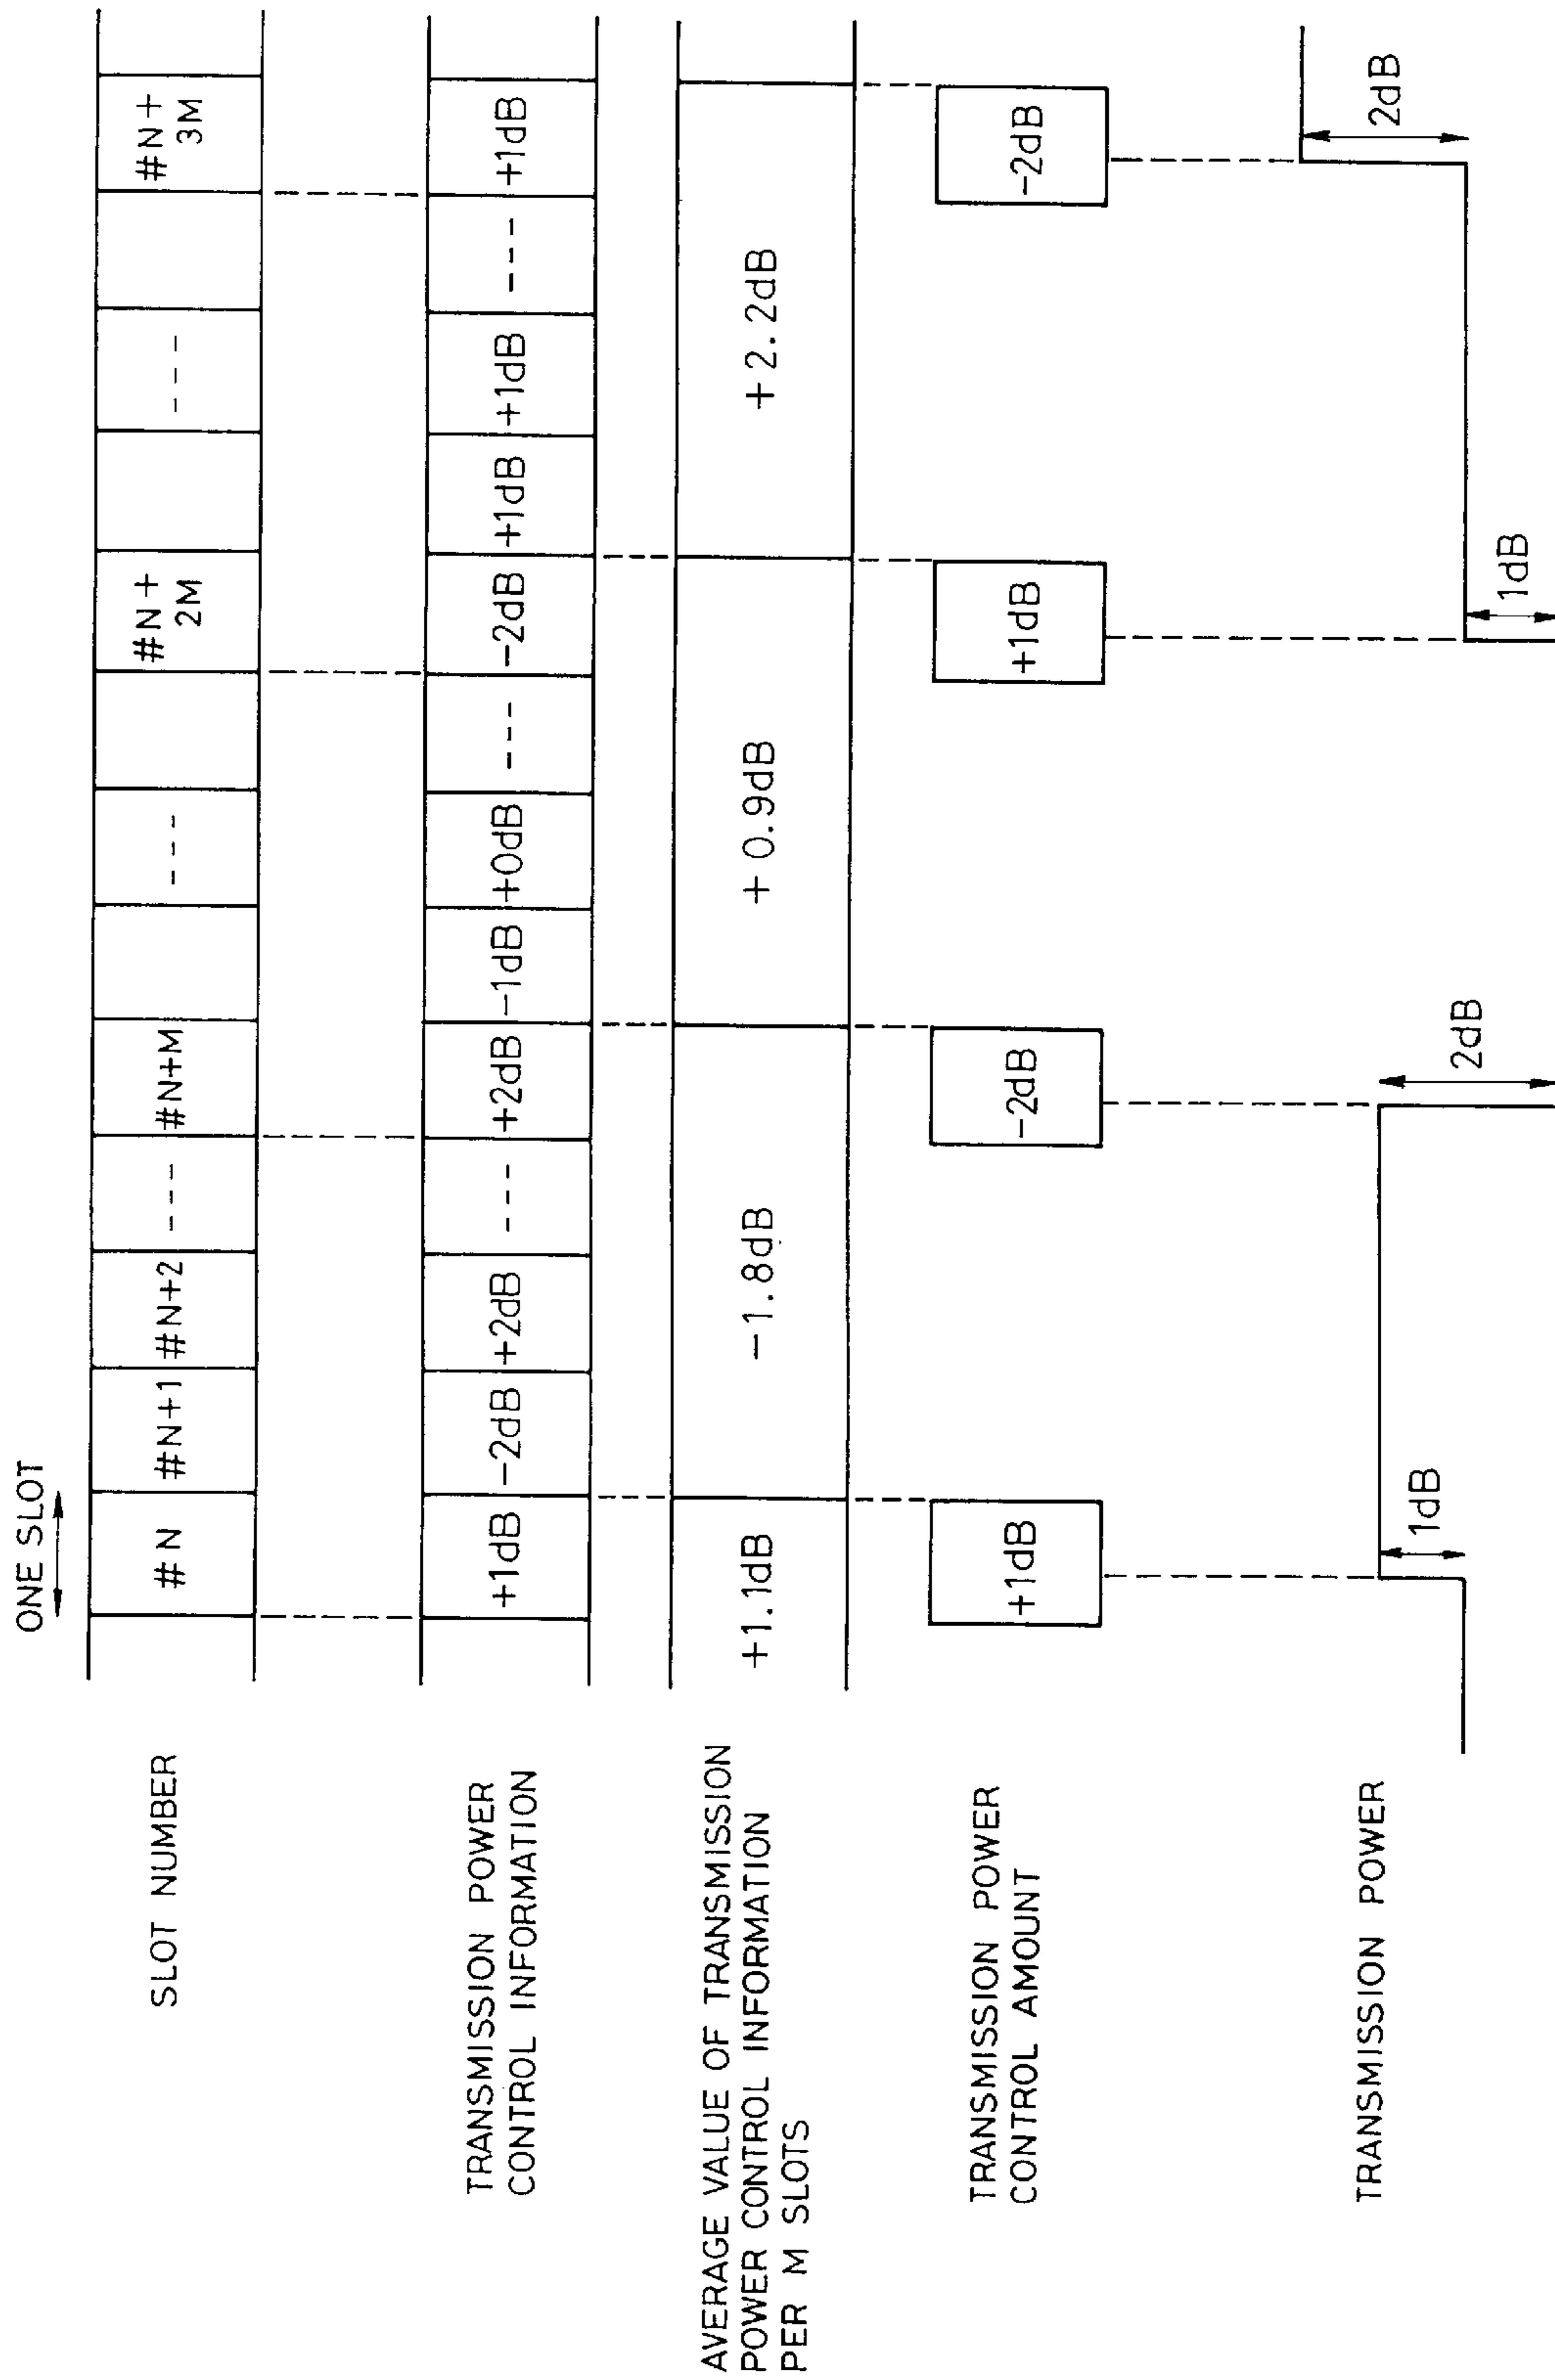 ONE SLOT
SLOT NUMBER
#N
#N+1
#N+2
---
#N+M
---
#N+
2M
---
#N+
3M
TRANSMISSION POWER
CONTROL INFORMATION
+1dB
-2dB
+2dB
---
+2dB
-1dB
+0dB
---
-2dB
+1dB
+1dB
---
+1dB
AVERAGE VALUE OF TRANSMISSION
POWER CONTROL INFORMATION
PER M SLOTS
+1.1dB
-1.8dB
+0.9dB
+2.2dB
TRANSMISSION POWER
CONTROL AMOUNT
+1dB
-2dB
+1dB
-2dB
TRANSMISSION POWER
1dB
2dB
1dB
2dB